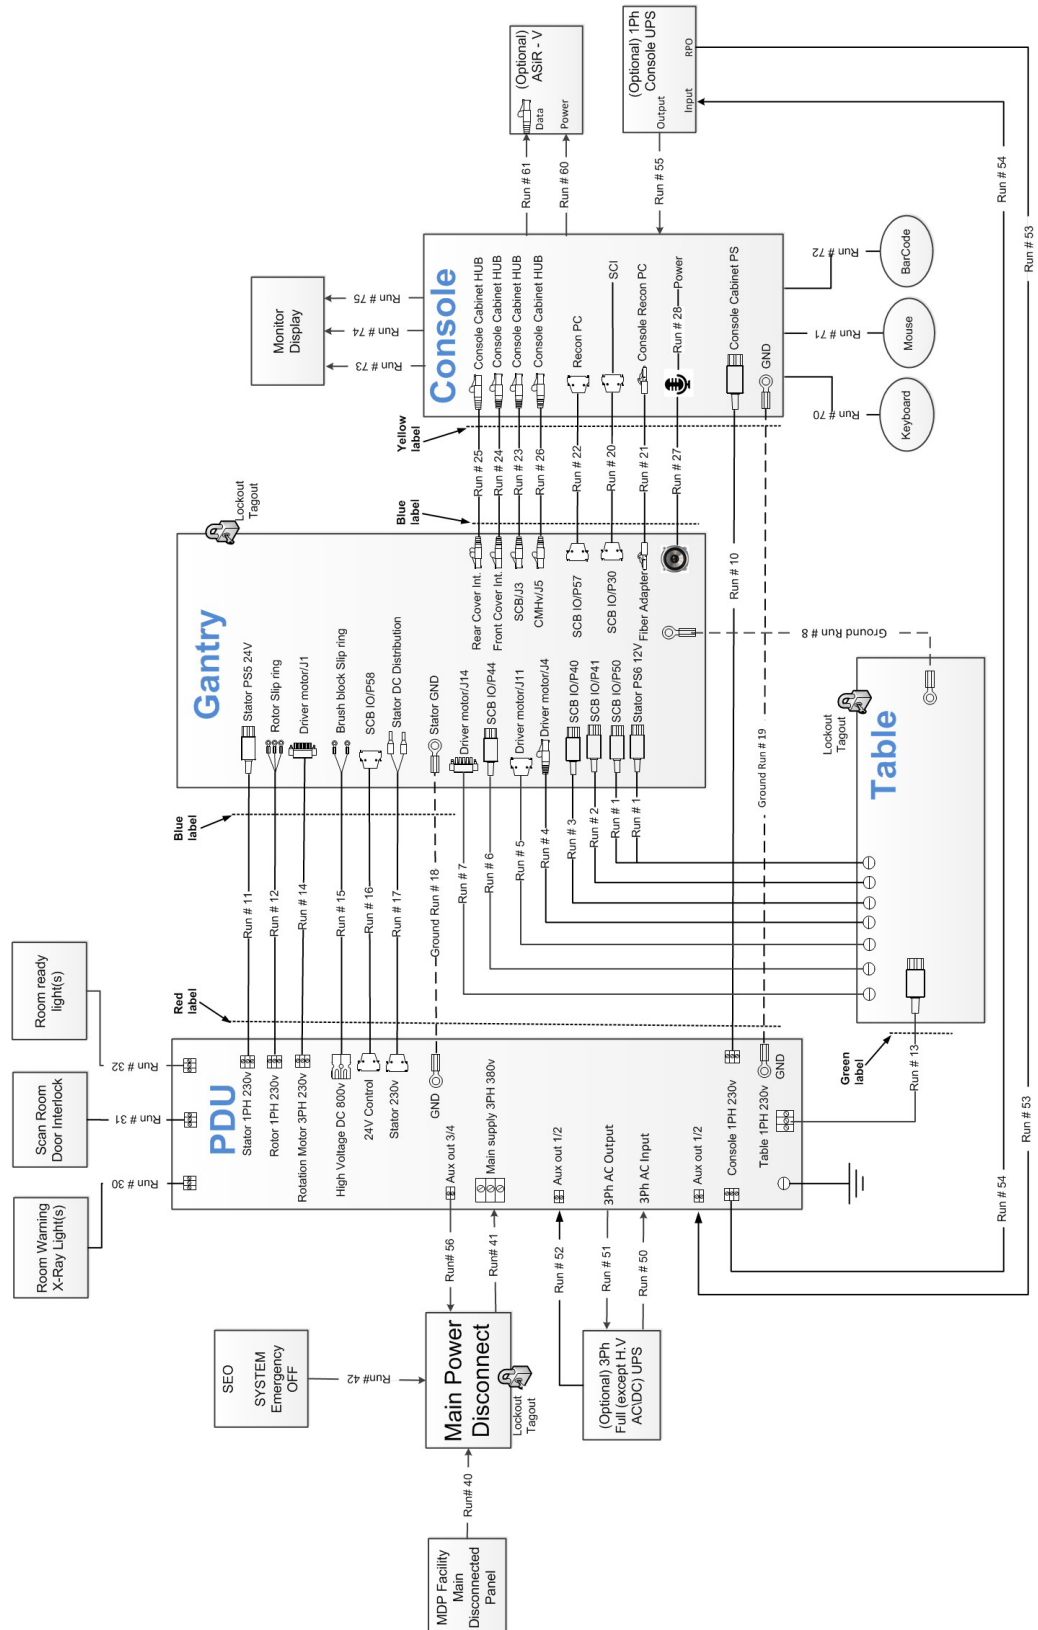 Room Warning
X-Ray Light(s)
Scan Room
Door Interlock
Room ready
light(s)
Run # 30
Run # 31
Run # 32
SEO
SYSTEM
Emergency
OFF
Run# 42
MDP Facility
Main
Disconnected
Panel
Run# 40
Main Power
Disconnect
Lockout
Tagout
Run# 56
Run# 41
(Optional) 3Ph
Full (except H.V
AC\DC) UPS
Run # 52
Run # 51
Run # 50
PDU
Stator 1PH 230v
Rotor 1PH 230v
Rotation Motor 3PH 230v
High Voltage DC 800v
24V Control
Stator 230v
GND
Aux out 3/4
Main supply 3PH 380v
Aux out 1/2
3Ph AC Output
3Ph AC Input
Aux out 1/2
Console 1PH 230v
Table 1PH 230v
GND
Red
label
Run # 11
Run # 12
Run # 14
Run # 15
Run # 16
Run # 17
Ground Run # 18
Blue
label
Gantry
Lockout
Tagout
Stator PS5 24V
Rotor Slip ring
Driver motor/J1
Brush block Slip ring
SCB IO/P58
Stator DC Distribution
Stator GND
Driver motor/J14
SCB IO/P44
Driver motor/J11
Driver motor/J4
SCB IO/P40
SCB IO/P41
SCB IO/P50
Stator PS6 12V
Run # 7
Run # 6
Run # 5
Run # 4
Run # 3
Run # 2
Run # 1
Run # 1
Rear Cover Int.
Front Cover Int.
SCB/J3
CMHv/J5
SCB IO/P57
SCB IO/P30
Fiber Adapter
Blue
label
Yellow
label
Run # 25
Run # 24
Run # 23
Run # 26
Run # 22
Run # 20
Run # 21
Run # 27
Run # 10
Ground Run # 19
Ground Run # 8
Table
Lockout
Tagout
Green
label
Run # 13
Console
Console Cabinet HUB
Console Cabinet HUB
Console Cabinet HUB
Console Cabinet HUB
Recon PC
SCI
Console Recon PC
Run # 28
Power
Console Cabinet PS
GND
Monitor
Display
Run # 73
Run # 74
Run # 75
Run # 70
Run # 71
Run # 72
Keyboard
Mouse
BarCode
Run # 61
Run # 60
(Optional)
ASiR - V
Data
Power
Run # 55
(Optional) 1Ph
Console UPS
Output
Input
RPO
Run # 54
Run # 53
Run # 54
Run # 53